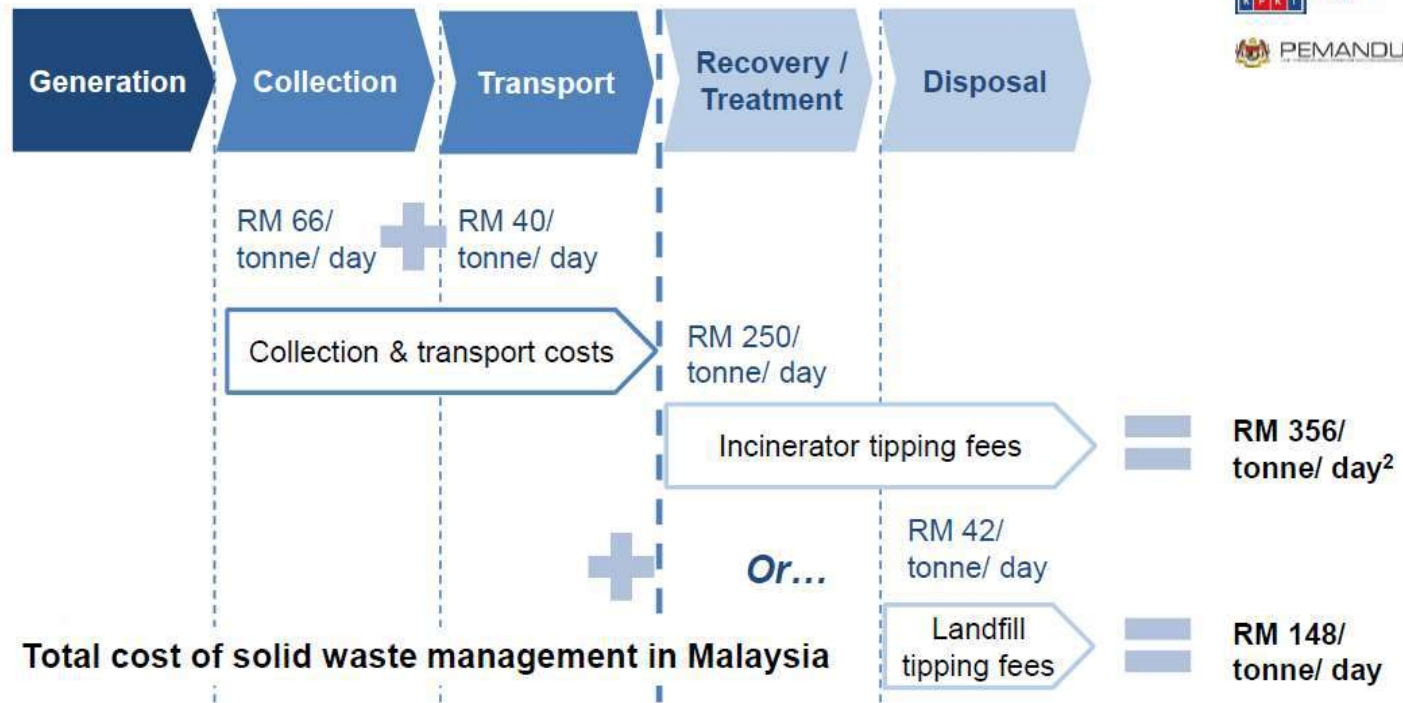 KPKT
PEMANDU
Generation
Collection
Transport
Recovery /
Treatment
Disposal
RM 66/
tonne/ day
RM 40/
tonne/ day
Collection & transport costs
RM 250/
tonne/ day
Incinerator tipping fees
RM 356/
tonne/ day²
Or...
RM 42/
tonne/ day
Landfill
tipping fees
RM 148/
tonne/ day
Total cost of solid waste management in Malaysia